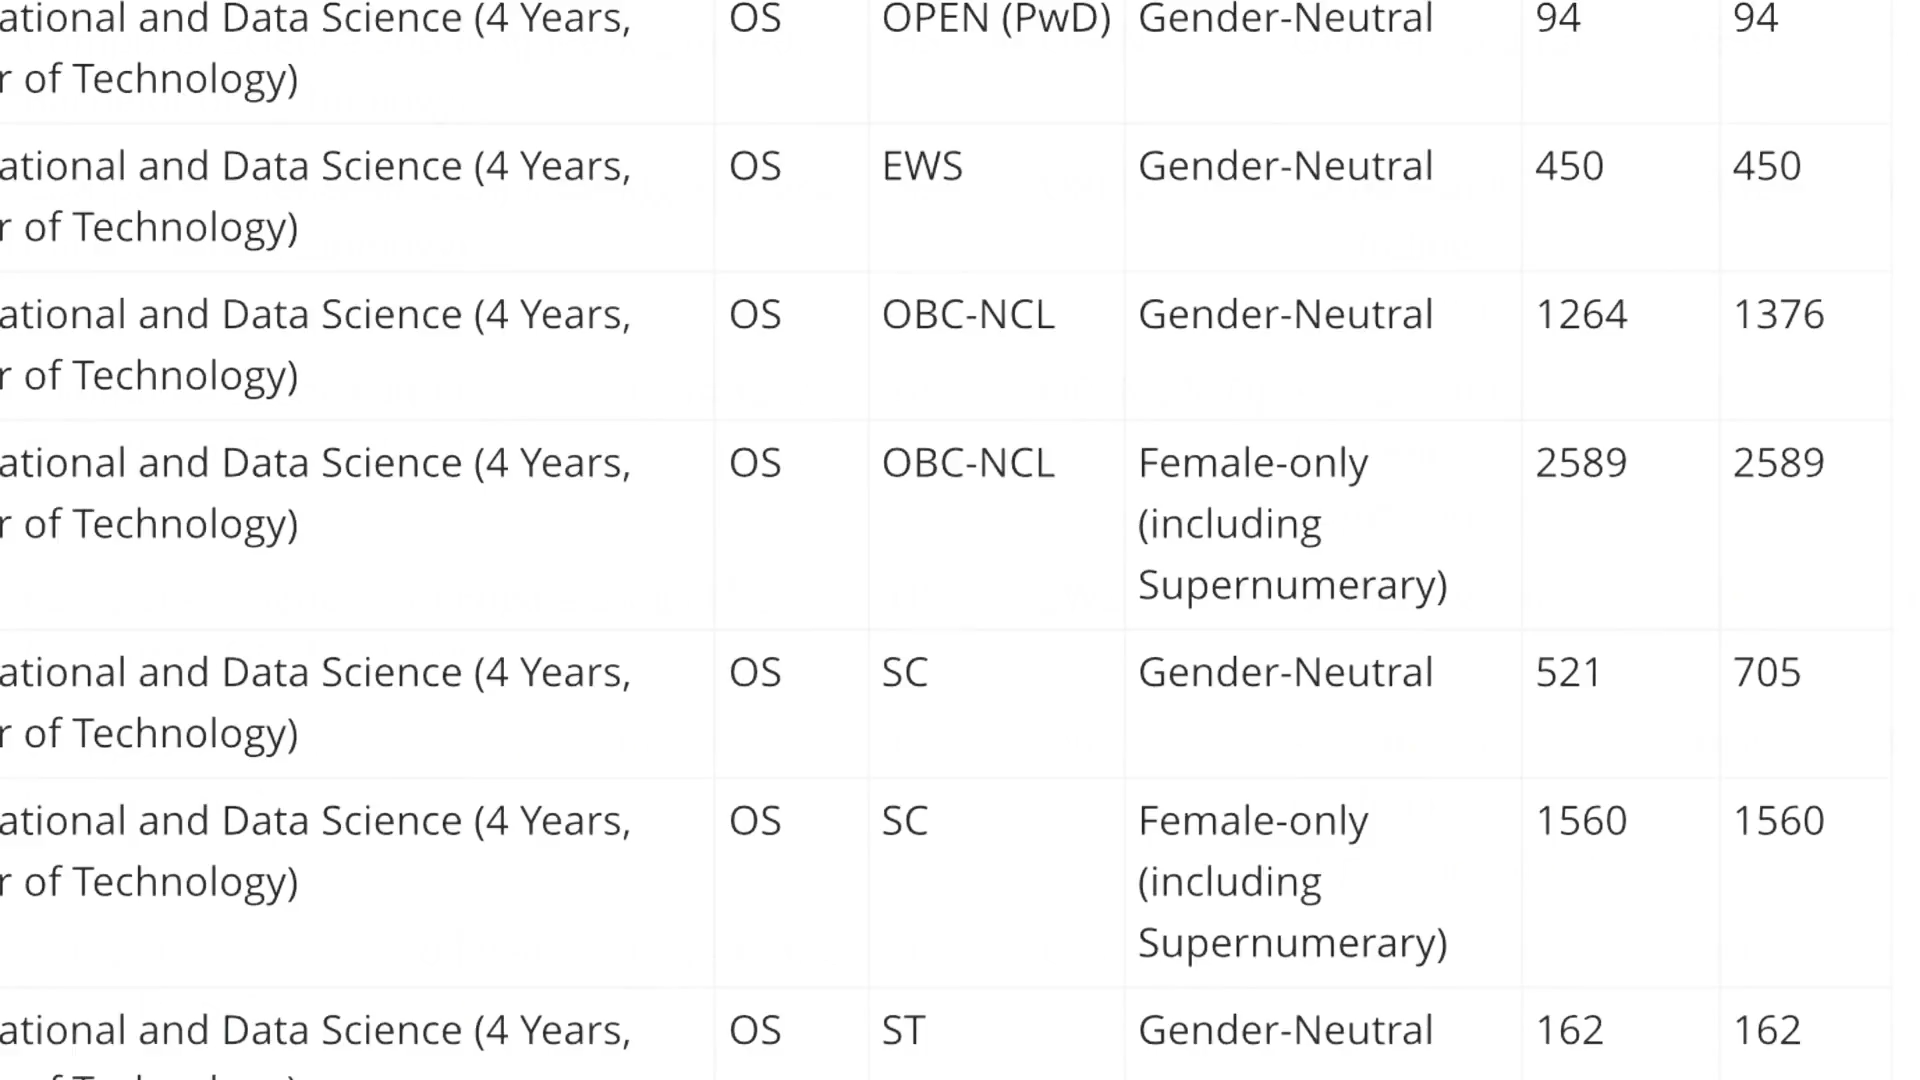 ational and Data Science (4 Years, OS OPEN (PwD) Gender-Neutral 94 94
r of Technology)
ational and Data Science (4 Years, OS EWS Gender-Neutral 450 450
r of Technology)
ational and Data Science (4 Years, OS OBC-NCL Gender-Neutral 1264 1376
r of Technology)
ational and Data Science (4 Years, OS OBC-NCL Female-only 2589 2589
r of Technology) (including
Supernumerary)
ational and Data Science (4 Years, OS SC Gender-Neutral 521 705
r of Technology)
ational and Data Science (4 Years, OS SC Female-only 1560 1560
r of Technology) (including
Supernumerary)
ational and Data Science (4 Years, OS ST Gender-Neutral 162 162